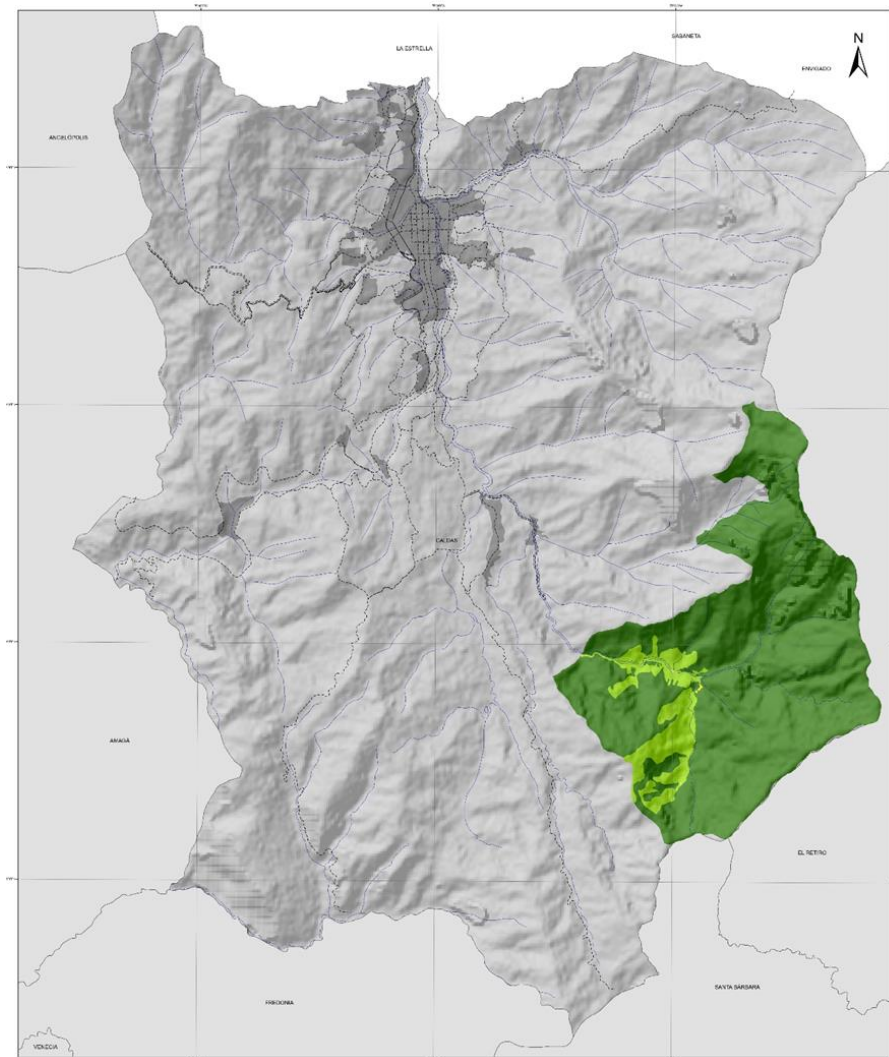 SABANETA
LA ESTRELLA
N
ENVIGADO
ANGELÓPOLIS
CALDAS
AMAGÁ
EL RETIRO
SANTA BÁRBARA
FREDONIA
VENECIA